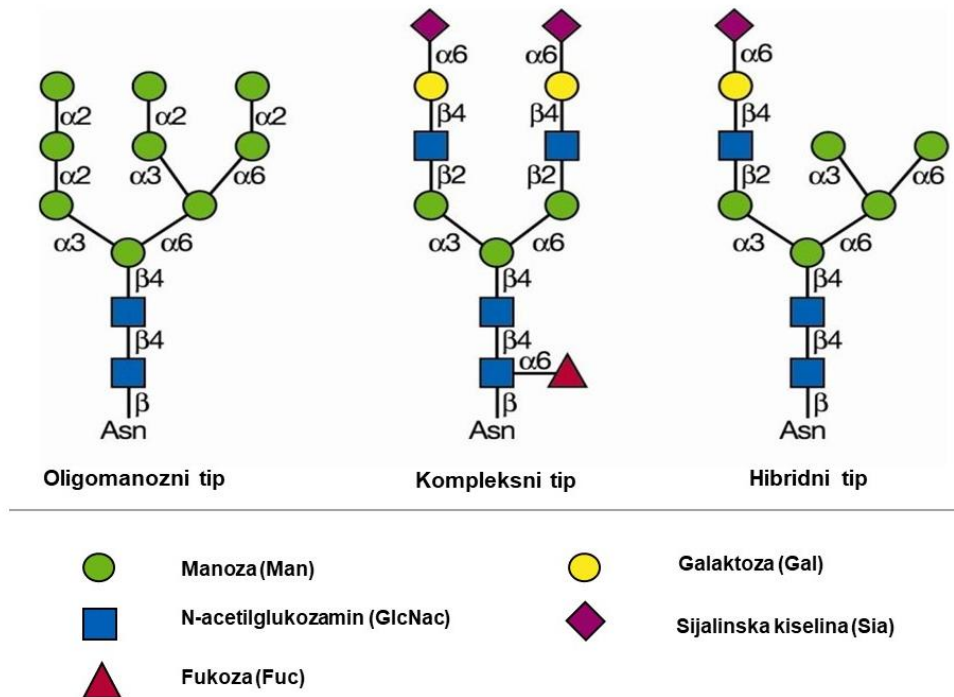 α6 α6 α6
α2 α2 α2 β4 β4 β4
α2 α3 α6 β2 β2 β2 α3 α6
α3 α6 α3 α6 α3 α6
β4 β4 β4
β4 β4 α6 β4
β β β
Asn Asn Asn
Oligomanozni tip Kompleksni tip Hibridni tip
Manoza (Man) Galaktoza (Gal)
N-acetilglukozamin (GlcNac) Sijalinska kiselina (Sia)
Fukoza (Fuc)